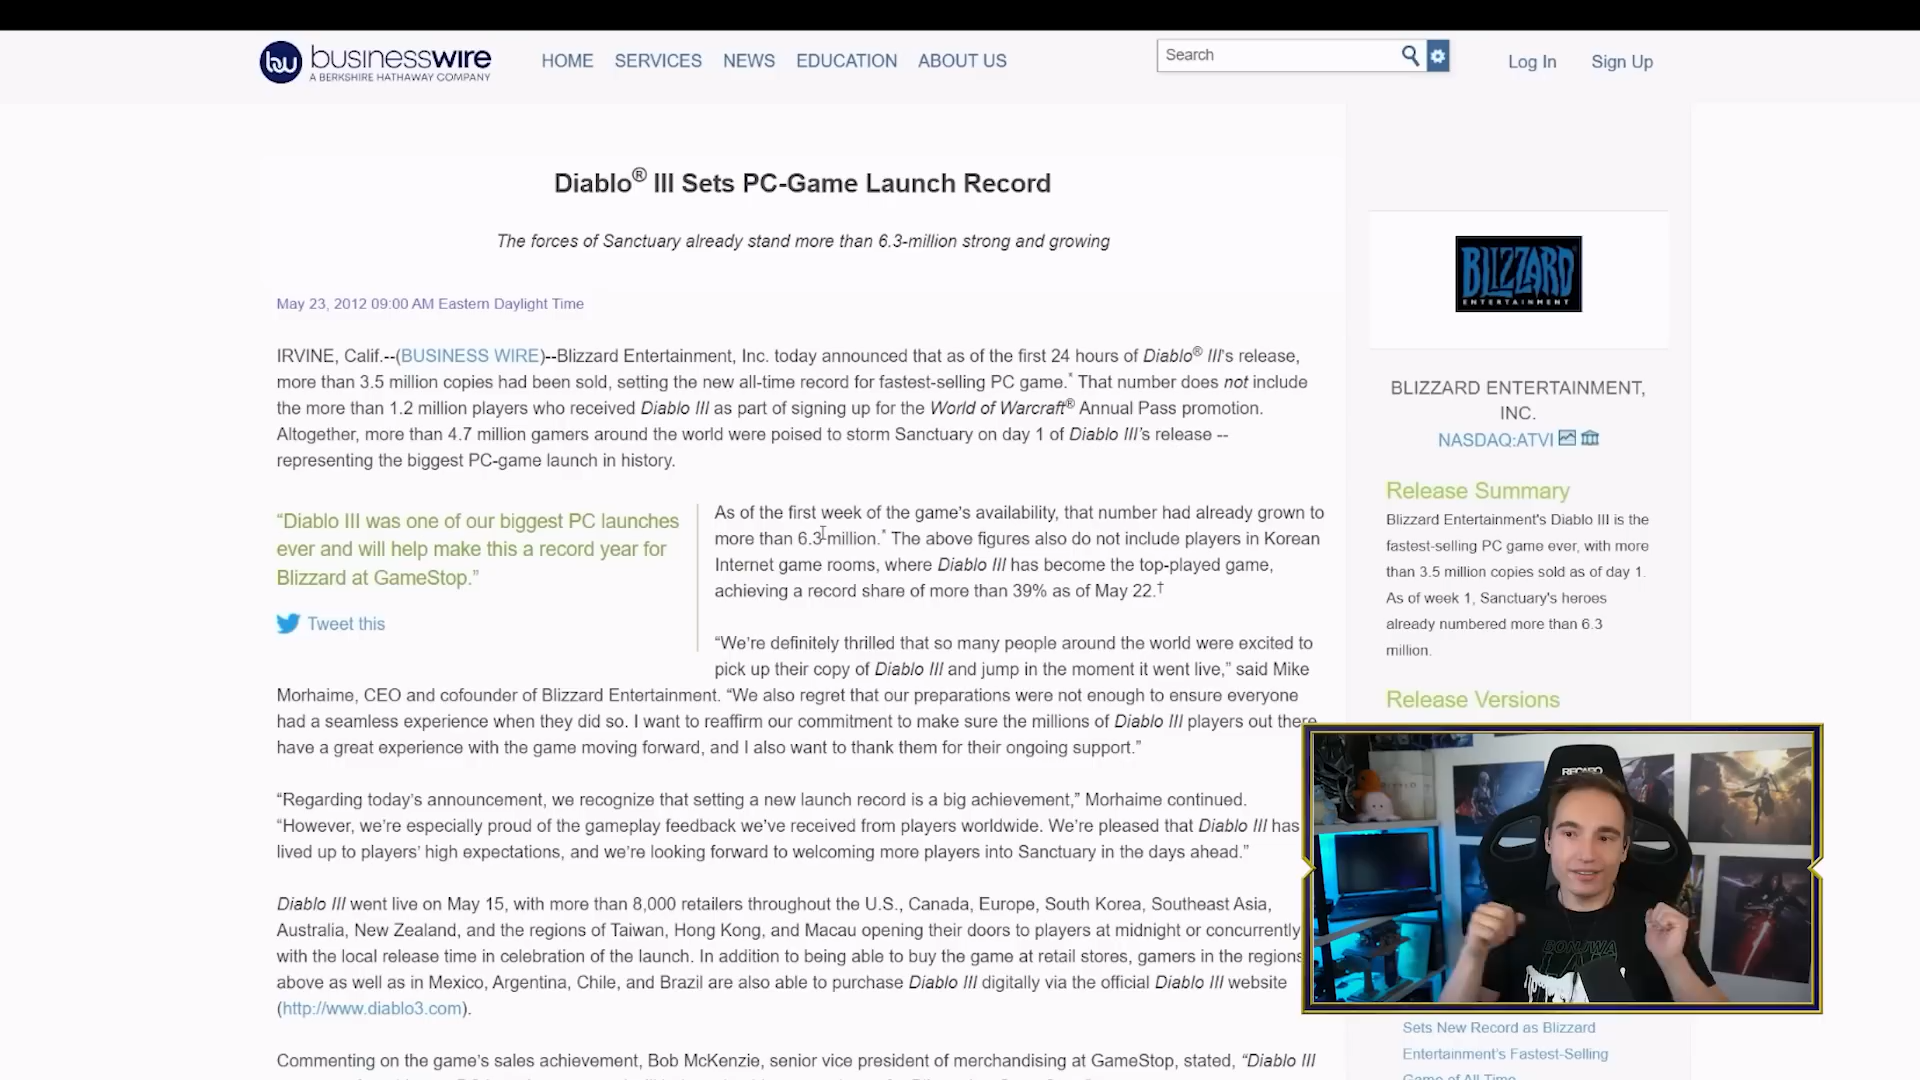 businesswire
A BERKSHIRE HATHAWAY COMPANY
HOME SERVICES NEWS EDUCATION ABOUT US
Search
Log In Sign Up
Diablo® III Sets PC-Game Launch Record
The forces of Sanctuary already stand more than 6.3-million strong and growing
May 23, 2012 09:00 AM Eastern Daylight Time
IRVINE, Calif.--(BUSINESS WIRE)--Blizzard Entertainment, Inc. today announced that as of the first 24 hours of Diablo® III's release,
more than 3.5 million copies had been sold, setting the new all-time record for fastest-selling PC game.* That number does not include
the more than 1.2 million players who received Diablo III as part of signing up for the World of Warcraft® Annual Pass promotion.
Altogether, more than 4.7 million gamers around the world were poised to storm Sanctuary on day 1 of Diablo III's release --
representing the biggest PC-game launch in history.
“Diablo III was one of our biggest PC launches
ever and will help make this a record year for
Blizzard at GameStop.”
Tweet this
As of the first week of the game's availability, that number had already grown to
more than 6.3-million.* The above figures also do not include players in Korean
Internet game rooms, where Diablo III has become the top-played game,
achieving a record share of more than 39% as of May 22.†
“We're definitely thrilled that so many people around the world were excited to
pick up their copy of Diablo III and jump in the moment it went live,” said Mike
Morhaime, CEO and cofounder of Blizzard Entertainment. “We also regret that our preparations were not enough to ensure everyone
had a seamless experience when they did so. I want to reaffirm our commitment to make sure the millions of Diablo III players out there
have a great experience with the game moving forward, and I also want to thank them for their ongoing support.”
“Regarding today's announcement, we recognize that setting a new launch record is a big achievement,” Morhaime continued.
“However, we're especially proud of the gameplay feedback we've received from players worldwide. We're pleased that Diablo III has
lived up to players' high expectations, and we're looking forward to welcoming more players into Sanctuary in the days ahead.”
Diablo III went live on May 15, with more than 8,000 retailers throughout the U.S., Canada, Europe, South Korea, Southeast Asia,
Australia, New Zealand, and the regions of Taiwan, Hong Kong, and Macau opening their doors to players at midnight or concurrently
with the local release time in celebration of the launch. In addition to being able to buy the game at retail stores, gamers in the regions
above as well as in Mexico, Argentina, Chile, and Brazil are also able to purchase Diablo III digitally via the official Diablo III website
(http://www.diablo3.com).
Commenting on the game's sales achievement, Bob McKenzie, senior vice president of merchandising at GameStop, stated, “Diablo III
BLIZZARD
ENTERTAINMENT
BLIZZARD ENTERTAINMENT,
INC.
NASDAQ:ATVI
Release Summary
Blizzard Entertainment's Diablo III is the
fastest-selling PC game ever, with more
than 3.5 million copies sold as of day 1.
As of week 1, Sanctuary's heroes
already numbered more than 6.3
million.
Release Versions
RECARO
Sets New Record as Blizzard
Entertainment's Fastest-Selling
Game of All Time